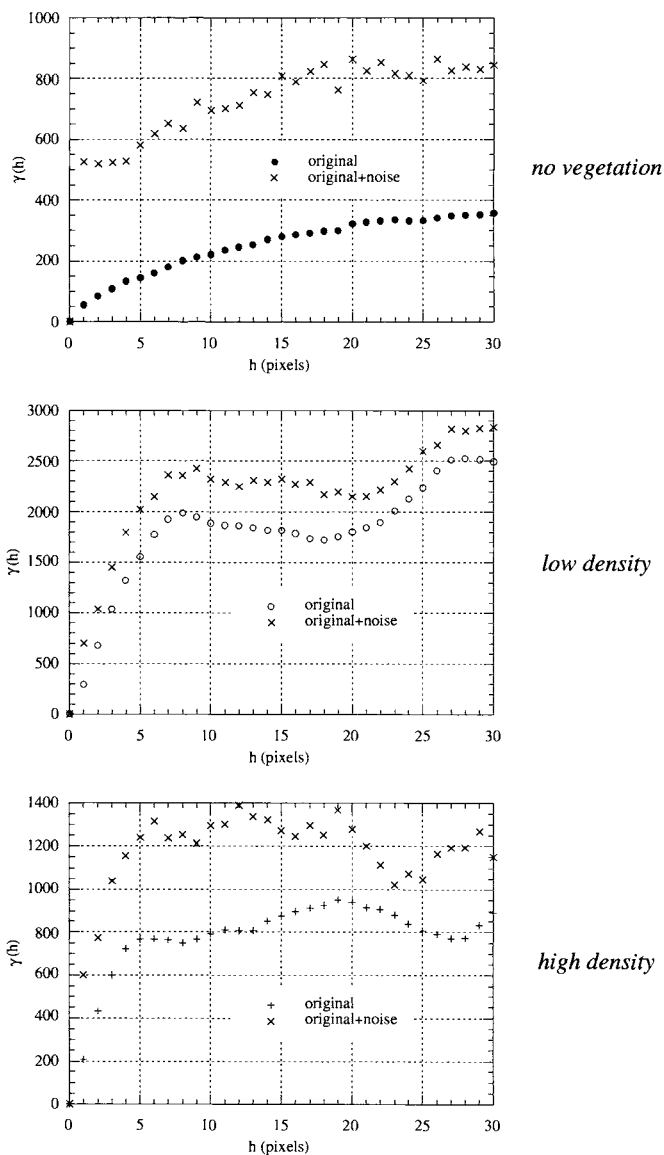 1000
800
600
400
200
0
γ(h)
original
original+noise
0 5 10 15 20 25 30
h (pixels)
no vegetation
3000
2500
2000
1500
1000
500
0
γ(h)
original
original+noise
0 5 10 15 20 25 30
h (pixels)
low density
1400
1200
1000
800
600
400
200
0
γ(h)
original
original+noise
0 5 10 15 20 25 30
h (pixels)
high density